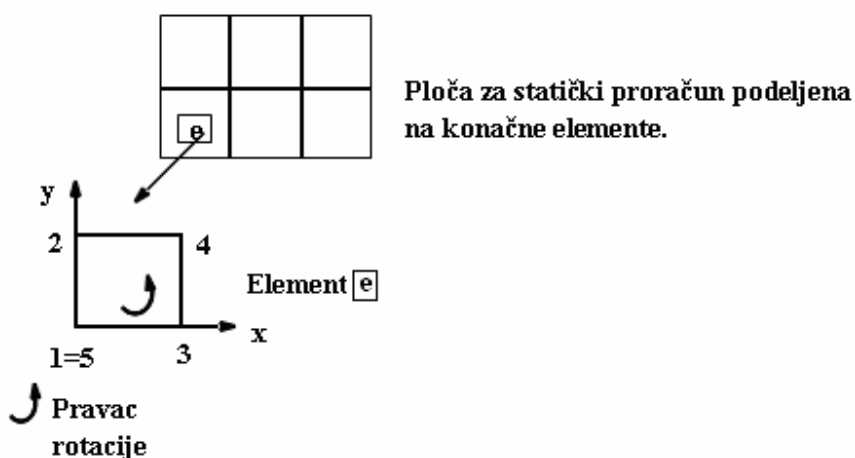 Ploča za statički proračun podeljena
na konačne elemente.
e
y
2
4
Element e
x
1=5
3
Pravac
rotacije